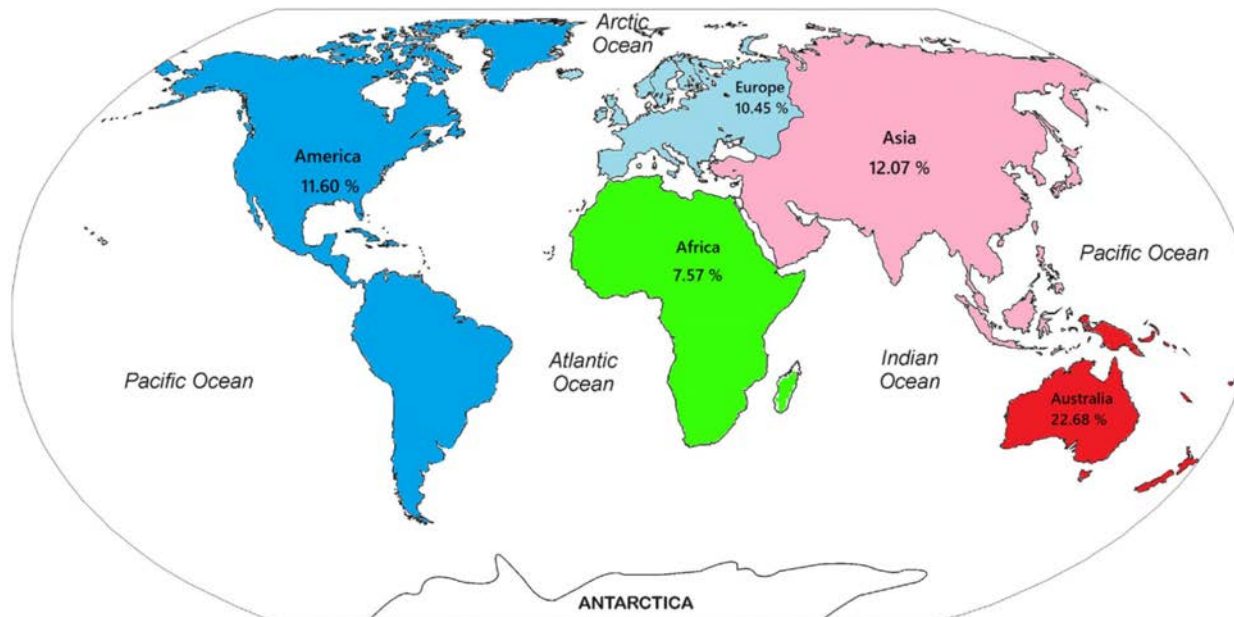 Arctic
Ocean
Europe
10.45 %
America
11.60 %
Asia
12.07 %
Africa
7.57 %
Pacific Ocean
Pacific Ocean
Atlantic
Ocean
Indian
Ocean
Australia
22.68 %
ANTARCTICA